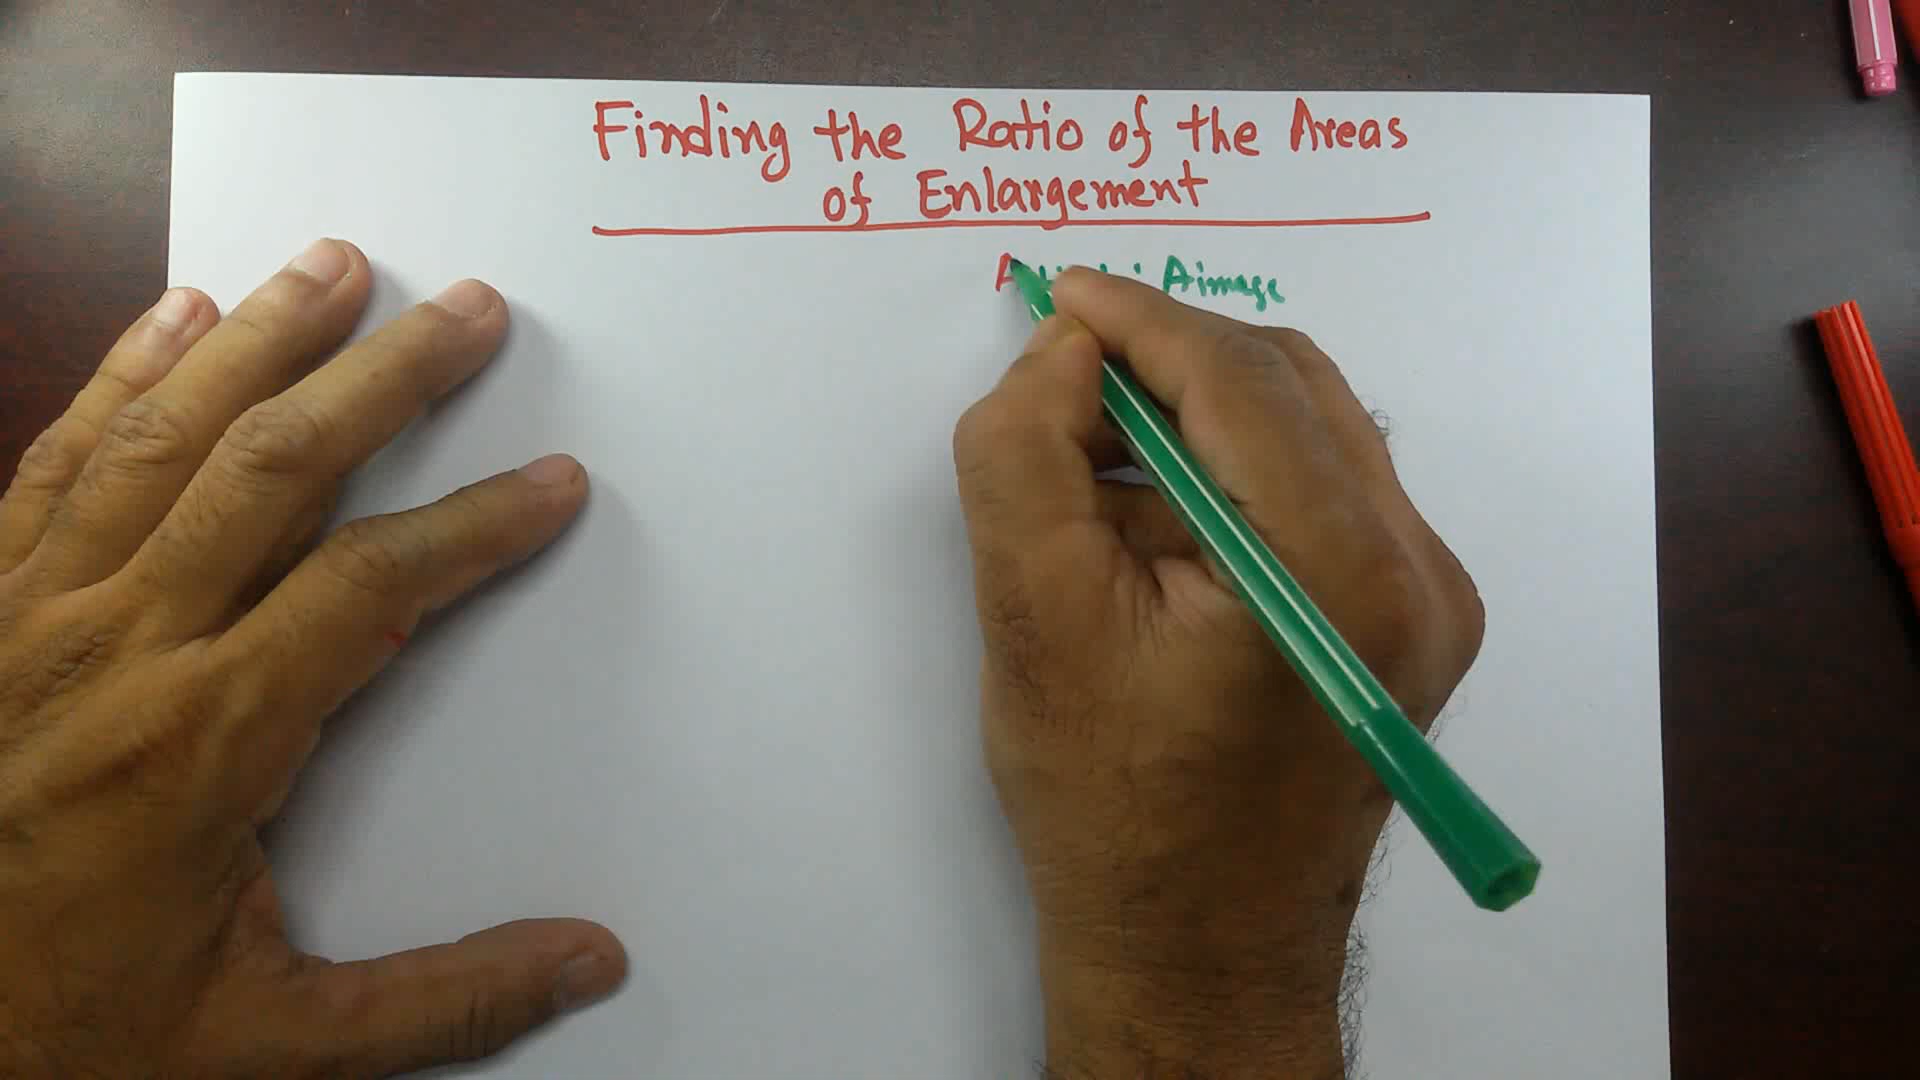 Finding the Ratio of the Areas
of Enlargement
: Aimage